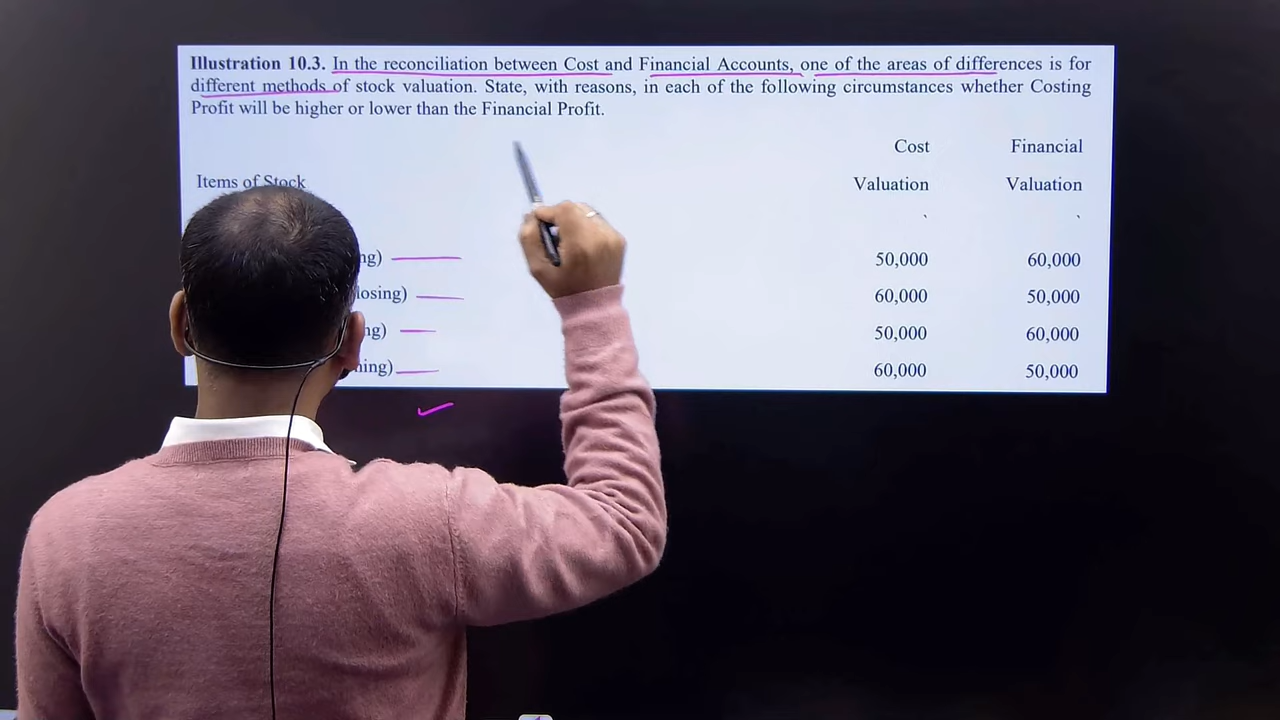 Illustration 10.3. In the reconciliation between Cost and Financial Accounts, one of the areas of differences is for
different methods of stock valuation. State, with reasons, in each of the following circumstances whether Costing
Profit will be higher or lower than the Financial Profit.
Cost Financial
Items of Stock Valuation Valuation
ng) 50,000 60,000
losing) 60,000 50,000
ng) 50,000 60,000
ning) 60,000 50,000